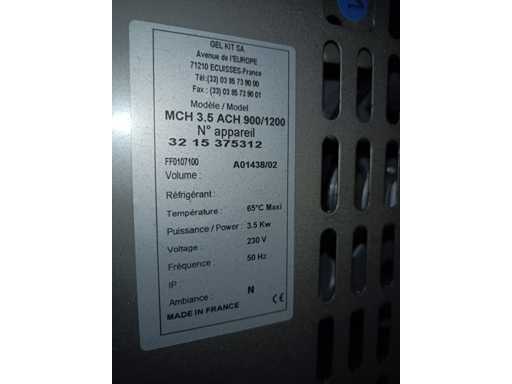 GEL KIT SA
Avenue de l'EUROPE
71210 ECUISSES-France
Tél:(33) 03 85 73 90 00
Fax : (33) 03 85 73 90 01
Modèle / Model
MCH 3.5 ACH 900/1200
N° appareil
32 15 375312
FF0107100 A01438/02
Volume :
Réfrigérant :
Température : 65°C Maxi
Puissance / Power : 3.5 Kw
Voltage : 230 V
Fréquence 50 Hz
IP :
Ambiance : N
MADE IN FRANCE CE